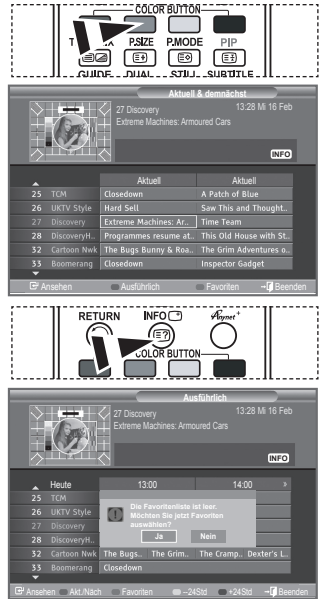 COLOR BUTTON
P.SIZE P.MODE PIP
GUIDE DUAL STILL SUBTITLE
Aktuell & demnächst
27 Discovery 13:28 Mi 16 Feb
Extreme Machines: Armoured Cars
INFO
Aktuell Aktuell
25 TCM Closedown A Patch of Blue
26 UKTV Style Hard Sell Saw This and Thought..
27 Discovery Extreme Machines: Ar.. Time Team
28 DiscoveryH.. Programmes resume at.. This Old House with St..
32 Cartoon Nwk The Bugs Bunny & Roa.. The Grim Adventures o..
33 Boomerang Closedown Inspector Gadget
Ansehen Ausführlich Favoriten Beenden
RETURN INFO Anynet+
COLOR BUTTON
Ausführlich
27 Discovery 13:28 Mi 16 Feb
Extreme Machines: Armoured Cars
INFO
Heute 13:00 14:00 »
25 TCM
26 UKTV Style
27 Discovery
28 DiscoveryH..
Die Favoritenliste ist leer.
Möchten Sie jetzt Favoriten
auswählen?
Ja Nein
32 Cartoon Nwk The Bugs.. The Grim.. The Cramp.. Dexter's L..
33 Boomerang Closedown
Ansehen Akt./Näch Favoriten –24Std +24Std Beenden